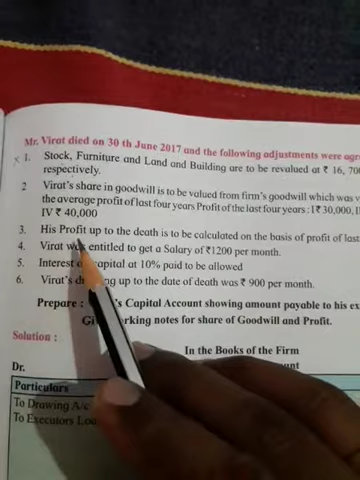 Mr. Virat died on 30 th June 2017 and the following adjustments were
1. Stock, Furniture and Land and Building are to be revalued at ₹ 16,
respectively.
2 Virat's share in goodwill is to be valued from firm's goodwill which was
the average profit of last four years Profit of the last four years : I ₹ 30,000,
IV ₹ 40,000
3. His Profit up to the death is to be calculated on the basis of profit of last
4. Virat was entitled to get a Salary of ₹1200 per month.
5. Interest on capital at 10% paid to be allowed
6. Virat's up to the date of death was ₹ 900 per month.
Prepare : Capital Account showing amount payable to his
working notes for share of Goodwill and Profit.
Solution :
In the Books of the Firm
Dr.
Particulars
To Drawing A/c
To Executors